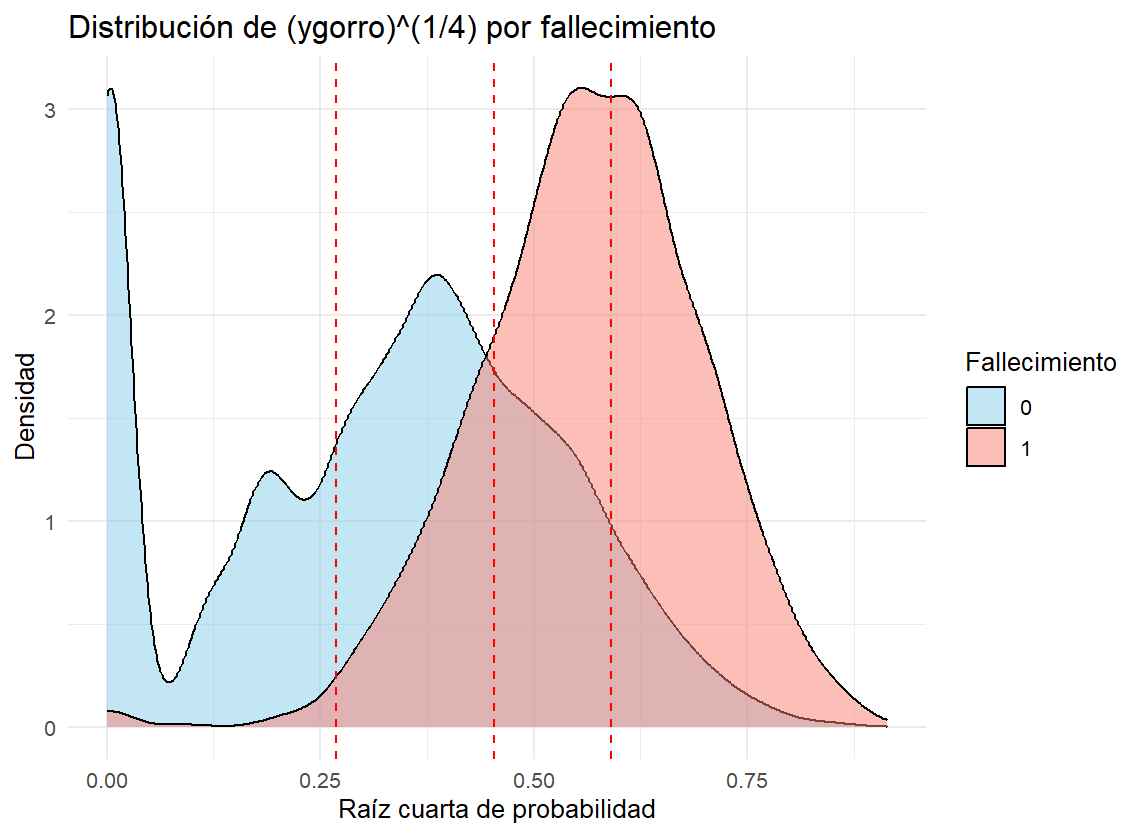 Distribución de (ygorro)^(1/4) por fallecimiento
3
2
1
0
Densidad
0.00
0.25
0.50
0.75
Raíz cuarta de probabilidad
Fallecimiento
0
1